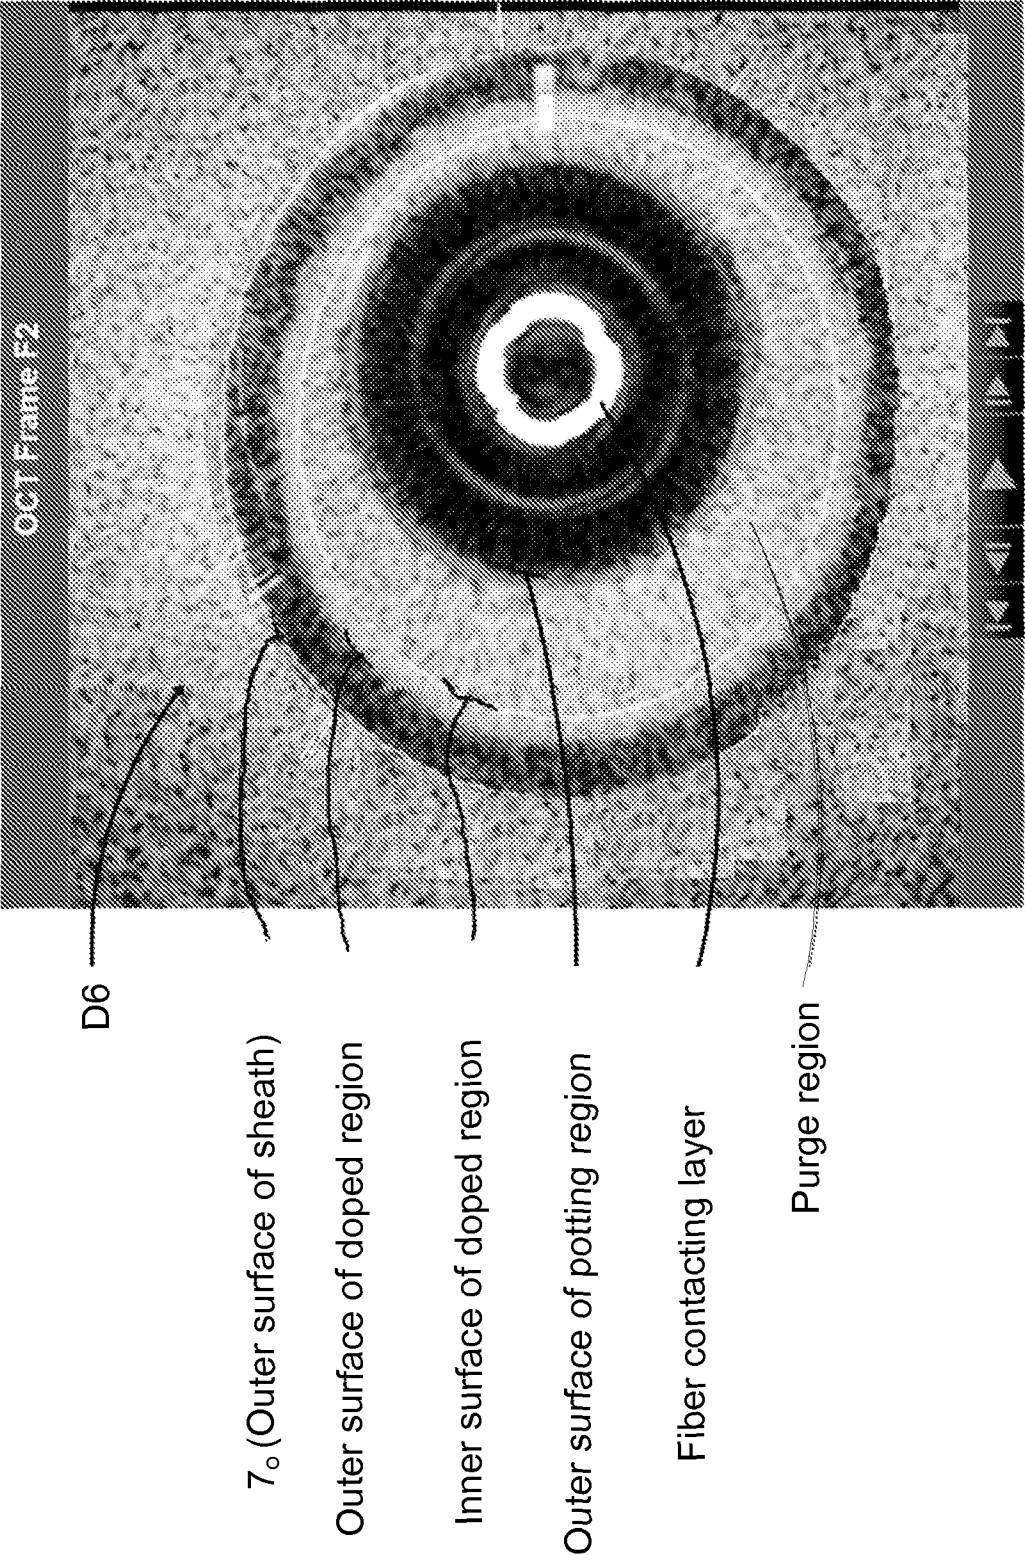 OCT Frame F2
D6
7o (Outer surface of sheath)
Outer surface of doped region
Inner surface of doped region
Outer surface of potting region
Fiber contacting layer
Purge region